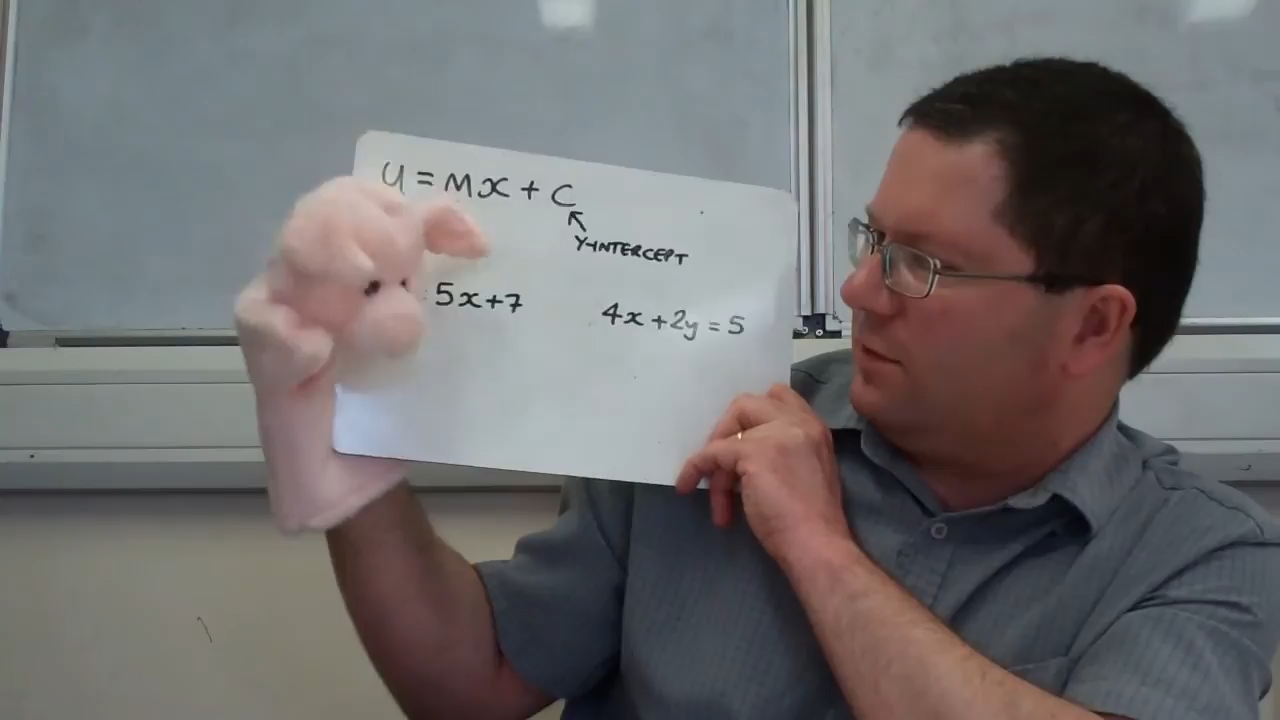 y = Mx + C
Y-INTERCEPT
5x+7
4x+2y=5